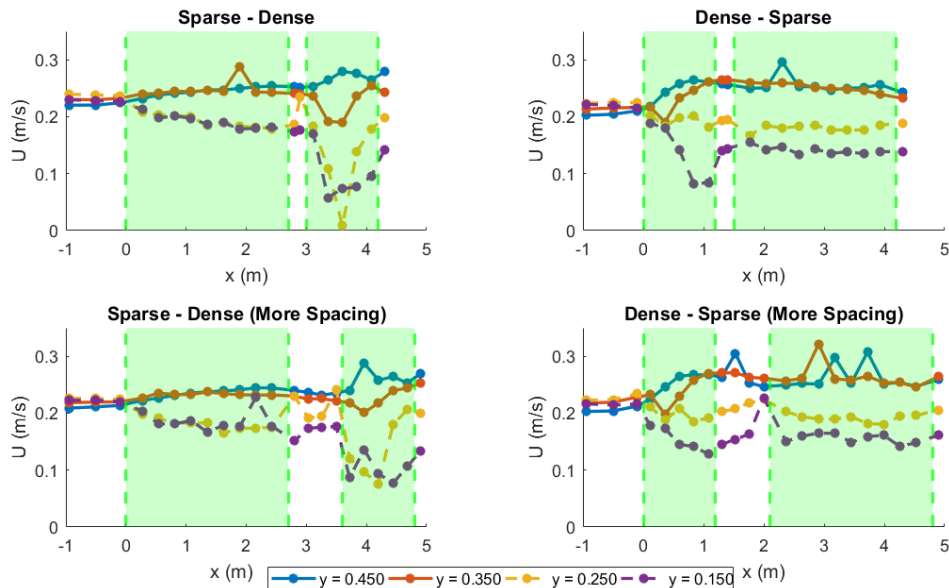 Sparse - Dense
Dense - Sparse
U (m/s)
0.3
0.2
0.1
0
-1 0 1 2 3 4 5
x (m)
U (m/s)
0.3
0.2
0.1
0
-1 0 1 2 3 4 5
x (m)
Sparse - Dense (More Spacing)
Dense - Sparse (More Spacing)
U (m/s)
0.3
0.2
0.1
0
-1 0 1 2 3 4 5
x (m)
U (m/s)
0.3
0.2
0.1
0
-1 0 1 2 3 4 5
x (m)
y = 0.450 y = 0.350 y = 0.250 y = 0.150